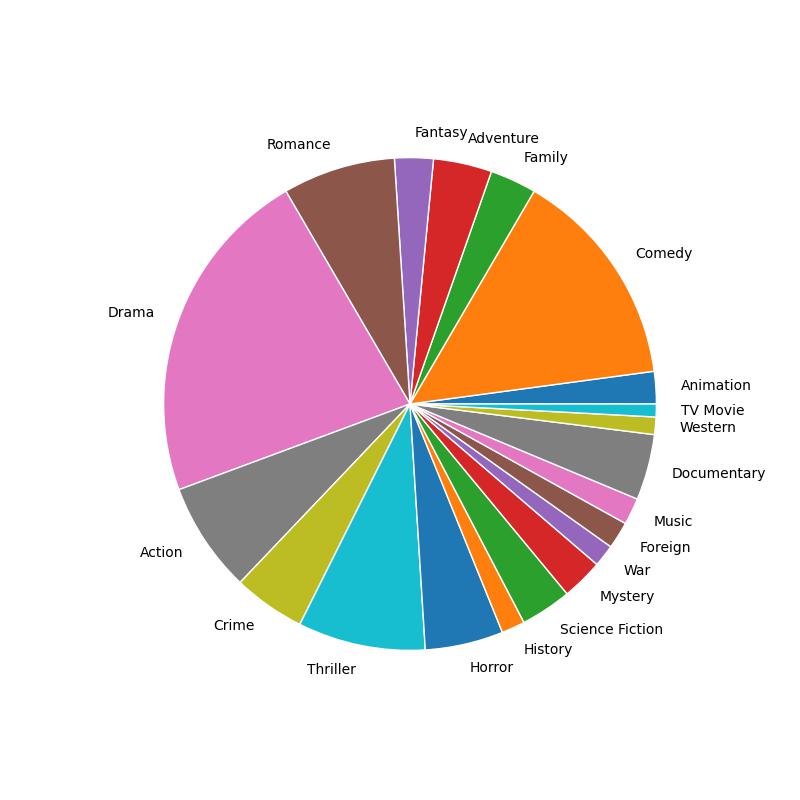 Fantasy
Adventure
Romance
Family
Comedy
Drama
Animation
TV Movie
Western
Documentary
Music
Foreign
Action
War
Mystery
Crime
Science Fiction
History
Horror
Thriller